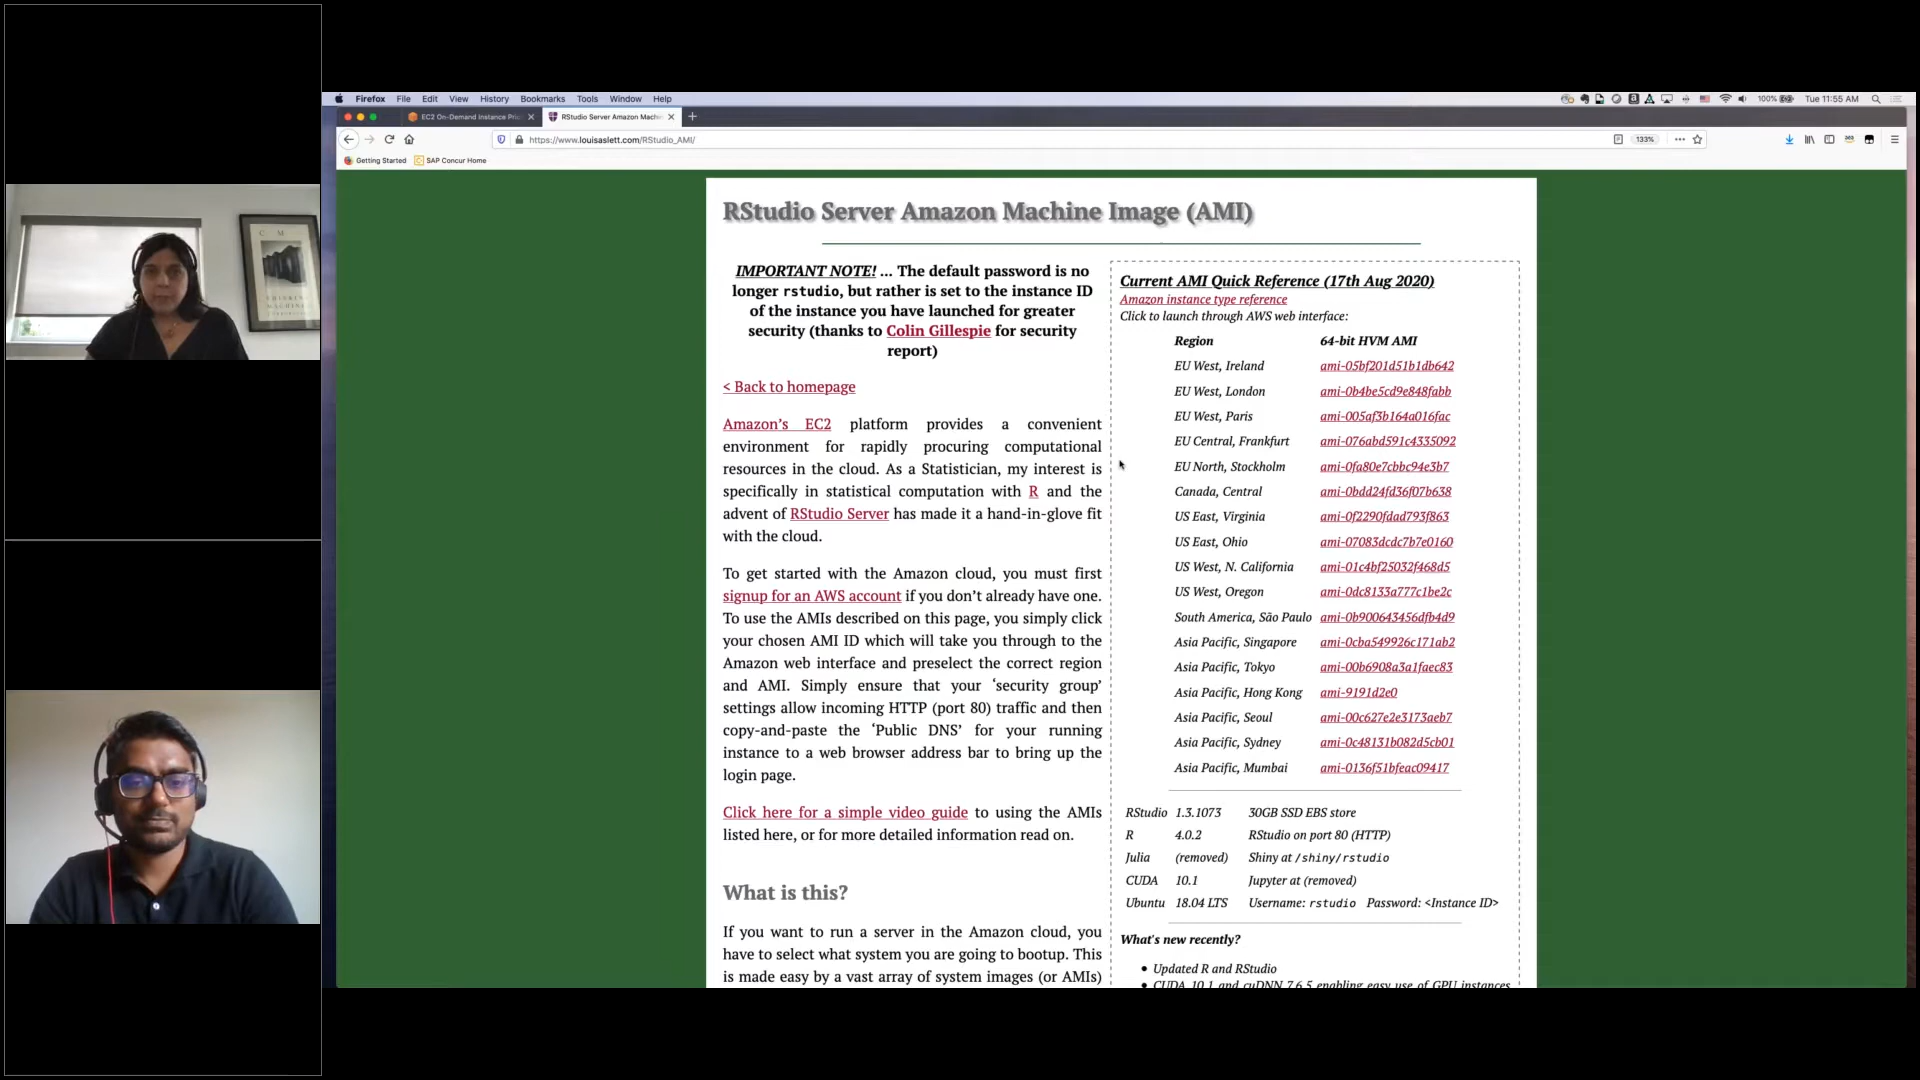 Firefox File Edit View History Bookmarks Tools Window Help
100%
Tue 11:55 AM
EC2 On-Demand Instance Pric
RStudio Server Amazon Machin
https://www.louisaslett.com/RStudio_AMI/
133%
Getting Started
SAP Concur Home
RStudio Server Amazon Machine Image (AMI)
IMPORTANT NOTE! ... The default password is no
longer rstudio, but rather is set to the instance ID
of the instance you have launched for greater
security (thanks to Colin Gillespie for security
report)
< Back to homepage
Amazon's EC2 platform provides a convenient
environment for rapidly procuring computational
resources in the cloud. As a Statistician, my interest is
specifically in statistical computation with R and the
advent of RStudio Server has made it a hand-in-glove fit
with the cloud.
To get started with the Amazon cloud, you must first
signup for an AWS account if you don't already have one.
To use the AMIs described on this page, you simply click
your chosen AMI ID which will take you through to the
Amazon web interface and preselect the correct region
and AMI. Simply ensure that your 'security group'
settings allow incoming HTTP (port 80) traffic and then
copy-and-paste the 'Public DNS' for your running
instance to a web browser address bar to bring up the
login page.
Click here for a simple video guide to using the AMIs
listed here, or for more detailed information read on.
What is this?
If you want to run a server in the Amazon cloud, you
have to select what system you are going to bootup. This
is made easy by a vast array of system images (or AMIs)
Current AMI Quick Reference (17th Aug 2020)
Amazon instance type reference
Click to launch through AWS web interface:
Region 64-bit HVM AMI
EU West, Ireland ami-05bf201d51b1db642
EU West, London ami-0b4be5cd9e848fabb
EU West, Paris ami-005af3b164a016fac
EU Central, Frankfurt ami-076abd591c4335092
EU North, Stockholm ami-0fa80e7cbbc94e3b7
Canada, Central ami-0bdd24fd36f07b638
US East, Virginia ami-0f2290fdad793f863
US East, Ohio ami-07083dcdc7b7e0160
US West, N. California ami-01c4bf25032f468d5
US West, Oregon ami-0dc8133a777c1be2c
South America, São Paulo ami-0b900643456dfb4d9
Asia Pacific, Singapore ami-0cba549926c171ab2
Asia Pacific, Tokyo ami-00b6908a3a1faec83
Asia Pacific, Hong Kong ami-9191d2e0
Asia Pacific, Seoul ami-00c627e2e3173aeb7
Asia Pacific, Sydney ami-0c48131b082d5cb01
Asia Pacific, Mumbai ami-0136f51bfeac09417
RStudio 1.3.1073 30GB SSD EBS store
R 4.0.2 RStudio on port 80 (HTTP)
Julia (removed) Shiny at /shiny/rstudio
CUDA 10.1 Jupyter at (removed)
Ubuntu 18.04 LTS Username: rstudio Password: <Instance ID>
What's new recently?
• Updated R and RStudio
• CUDA 10.1 and cuDNN 7.6.5 enabling easy use of GPU instances